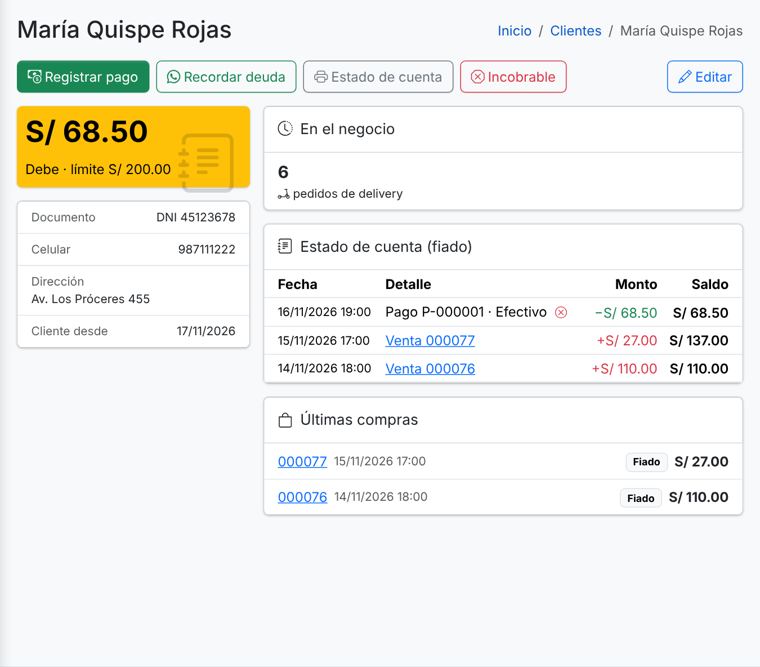 María Quispe Rojas
Inicio / Clientes / María Quispe Rojas
Registrar pago
Recordar deuda
Estado de cuenta
Incobrable
Editar
S/ 68.50
Debe · límite S/ 200.00
Documento DNI 45123678
Celular 987111222
Dirección
Av. Los Próceres 455
Cliente desde 17/11/2026
En el negocio
6
pedidos de delivery
Estado de cuenta (fiado)
Fecha Detalle Monto Saldo
16/11/2026 19:00 Pago P-000001 · Efectivo −S/ 68.50 S/ 68.50
15/11/2026 17:00 Venta 000077 +S/ 27.00 S/ 137.00
14/11/2026 18:00 Venta 000076 +S/ 110.00 S/ 110.00
Últimas compras
000077 15/11/2026 17:00 Fiado S/ 27.00
000076 14/11/2026 18:00 Fiado S/ 110.00